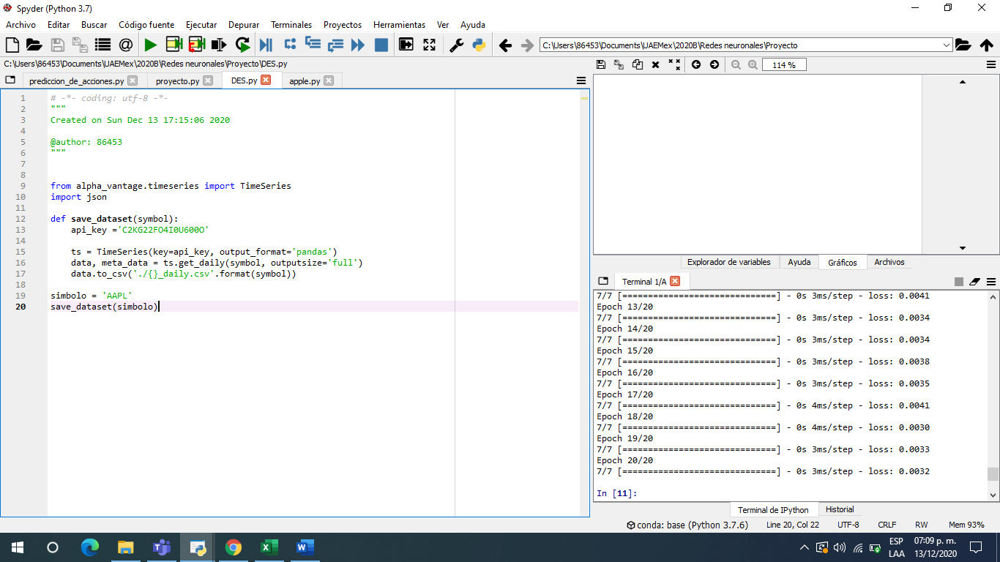 Spyder (Python 3.7)
Archivo Editar Buscar Código fuente Ejecutar Depurar Terminales Proyectos Herramientas Ver Ayuda
C:\Users\86453\Documents\UAEMex\2020B\Redes neuronales\Proyecto
C:\Users\86453\Documents\UAEMex\2020B\Redes neuronales\Proyecto\DES.py
114 %
prediccion_de_acciones.py proyecto.py DES.py apple.py
1 # -*- coding: utf-8 -*-
2 """
3 Created on Sun Dec 13 17:15:06 2020
4
5 @author: 86453
6 """
7
8
9 from alpha_vantage.timeseries import TimeSeries
10 import json
11
12 def save_dataset(symbol):
13 api_key ='C2KG22FO4I0U600O'
14
15 ts = TimeSeries(key=api_key, output_format='pandas')
16 data, meta_data = ts.get_daily(symbol, outputsize='full')
17 data.to_csv('./{}_daily.csv'.format(symbol))
18
19 simbolo = 'AAPL'
20 save_dataset(simbolo)
Explorador de variables Ayuda Gráficos Archivos
Terminal 1/A
7/7 [==============================] - 0s 3ms/step - loss: 0.0041
Epoch 13/20
7/7 [==============================] - 0s 3ms/step - loss: 0.0034
Epoch 14/20
7/7 [==============================] - 0s 3ms/step - loss: 0.0034
Epoch 15/20
7/7 [==============================] - 0s 3ms/step - loss: 0.0038
Epoch 16/20
7/7 [==============================] - 0s 3ms/step - loss: 0.0035
Epoch 17/20
7/7 [==============================] - 0s 4ms/step - loss: 0.0041
Epoch 18/20
7/7 [==============================] - 0s 4ms/step - loss: 0.0030
Epoch 19/20
7/7 [==============================] - 0s 3ms/step - loss: 0.0033
Epoch 20/20
7/7 [==============================] - 0s 3ms/step - loss: 0.0032
In [11]:
Terminal de IPython Historial
conda: base (Python 3.7.6) Line 20, Col 22 UTF-8 CRLF RW Mem 93%
ESP 07:09 p. m.
LAA 13/12/2020